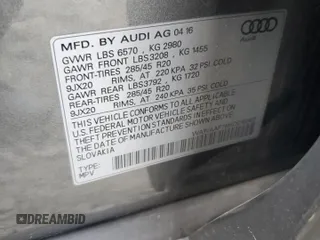 MFD. BY AUDI AG 04 16
Audi
GVWR LBS 6570 , KG 2980
GAWR FRONT LBS3208 , KG 1455
FRONT-TIRES 285/45 R20
9JX20 RIMS, AT 220 KPA 32 PSI, COLD
GAWR REAR LBS3792 , KG 1720
REAR-TIRES 285/45 R20
9JX20 RIMS, AT 240 KPA 35 PSI, COLD
THIS VEHICLE CONFORMS TO ALL APPLICABLE
U.S. FEDERAL MOTOR VEHICLE SAFETY
STANDARDS IN EFFECT ON
THE DATE OF MANUFACTURE SHOWN ABOVE
SLOVAKIA
TYPE:
MPV
DREAMBID